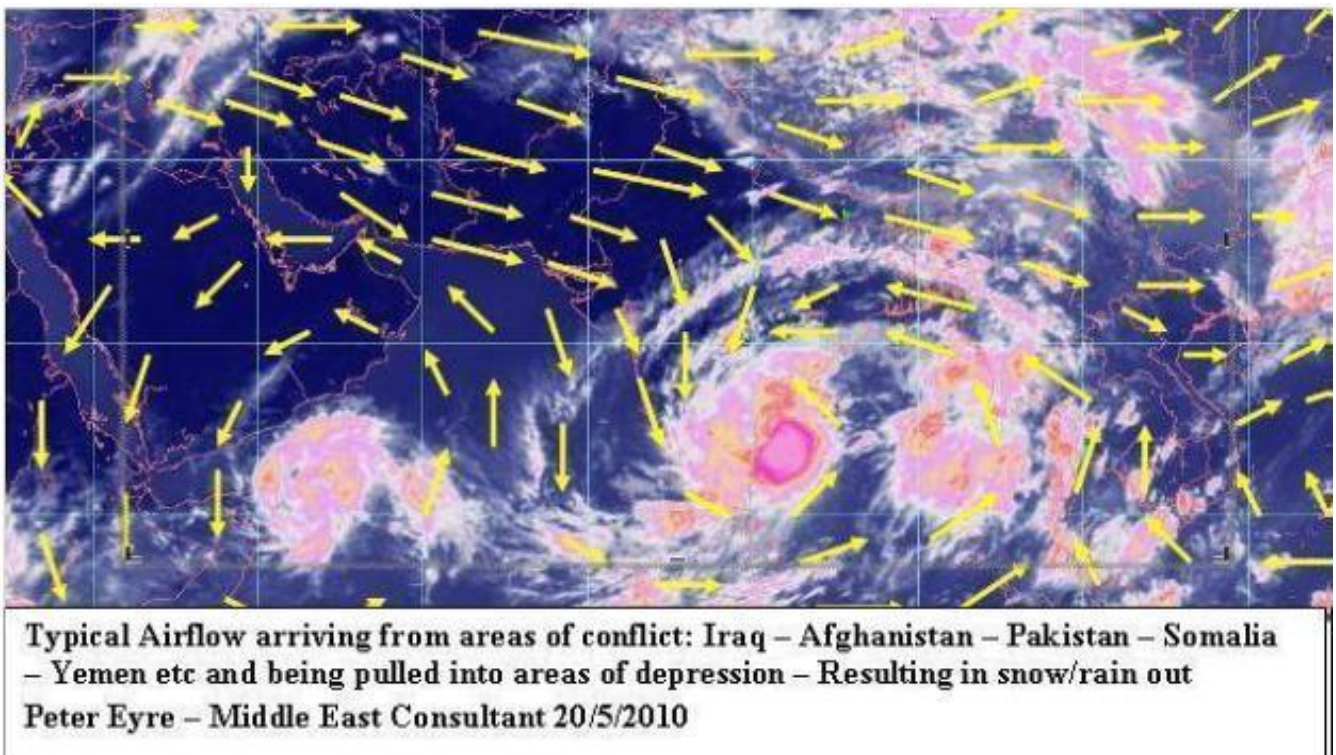 Typical Airflow arriving from areas of conflict: Iraq – Afghanistan – Pakistan – Somalia
– Yemen etc and being pulled into areas of depression – Resulting in snow/rain out
Peter Eyre – Middle East Consultant 20/5/2010